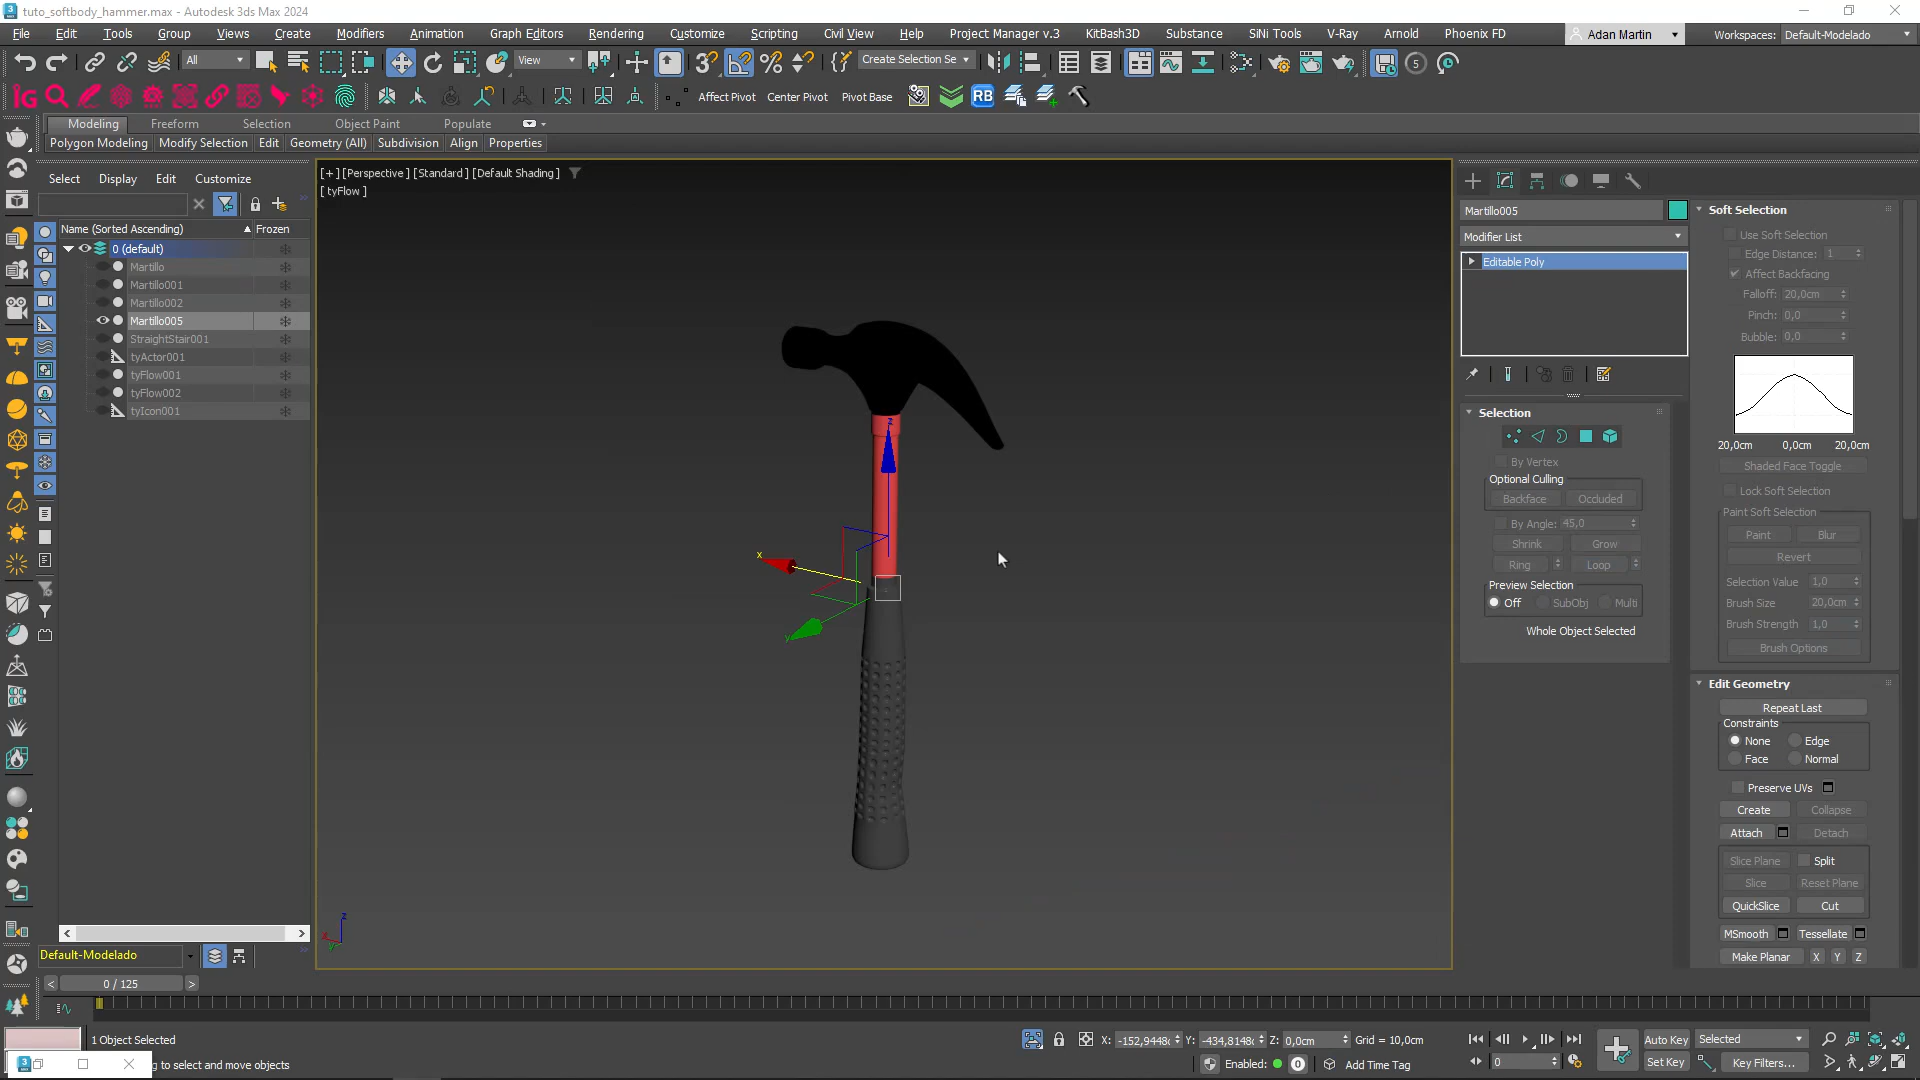 tuto_softbody_hammer.max - Autodesk 3ds Max 2024
File Edit Tools Group Views Create Modifiers Animation Graph Editors Rendering Customize Scripting Civil View Help Project Manager v.3 KitBash3D Substance SiNi Tools V-Ray Arnold Phoenix FD Adan Martin Workspaces: Default-Modelado
All View Create Selection Se
Affect Pivot Center Pivot Pivot Base RB
Modeling Freeform Selection Object Paint Populate
Polygon Modeling Modify Selection Edit Geometry (All) Subdivision Align Properties
Select Display Edit Customize
Name (Sorted Ascending) Frozen
0 (default)
Martillo
Martillo001
Martillo002
Martillo005
StraightStair001
tyActor001
tyFlow001
tyFlow002
tyIcon001
Default-Modelado
[+] [Perspective] [Standard] [Default Shading]
[ tyFlow ]
z
x
y
z
x
y
Martillo005
Modifier List
Editable Poly
Selection
By Vertex
Optional Culling
Backface Occluded
By Angle: 45,0
Shrink Grow
Ring Loop
Preview Selection
Off SubObj Multi
Whole Object Selected
Soft Selection
Use Soft Selection
Edge Distance: 1
Affect Backfacing
Falloff: 20,0cm
Pinch: 0,0
Bubble: 0,0
20,0cm 0,0cm 20,0cm
Shaded Face Toggle
Lock Soft Selection
Paint Soft Selection
Paint Blur
Revert
Selection Value 1,0
Brush Size 20,0cm
Brush Strength 1,0
Brush Options
Edit Geometry
Repeat Last
Constraints
None Edge
Face Normal
Preserve UVs
Create Collapse
Attach Detach
Slice Plane Split
Slice Reset Plane
QuickSlice Cut
MSmooth Tessellate
Make Planar X Y Z
0 / 125
1 Object Selected
g to select and move objects
X: -152,9448 Y: -434,8148 Z: 0,0cm Grid = 10,0cm
Enabled: 0 Add Time Tag
0
Auto Key Selected
Set Key Key Filters...